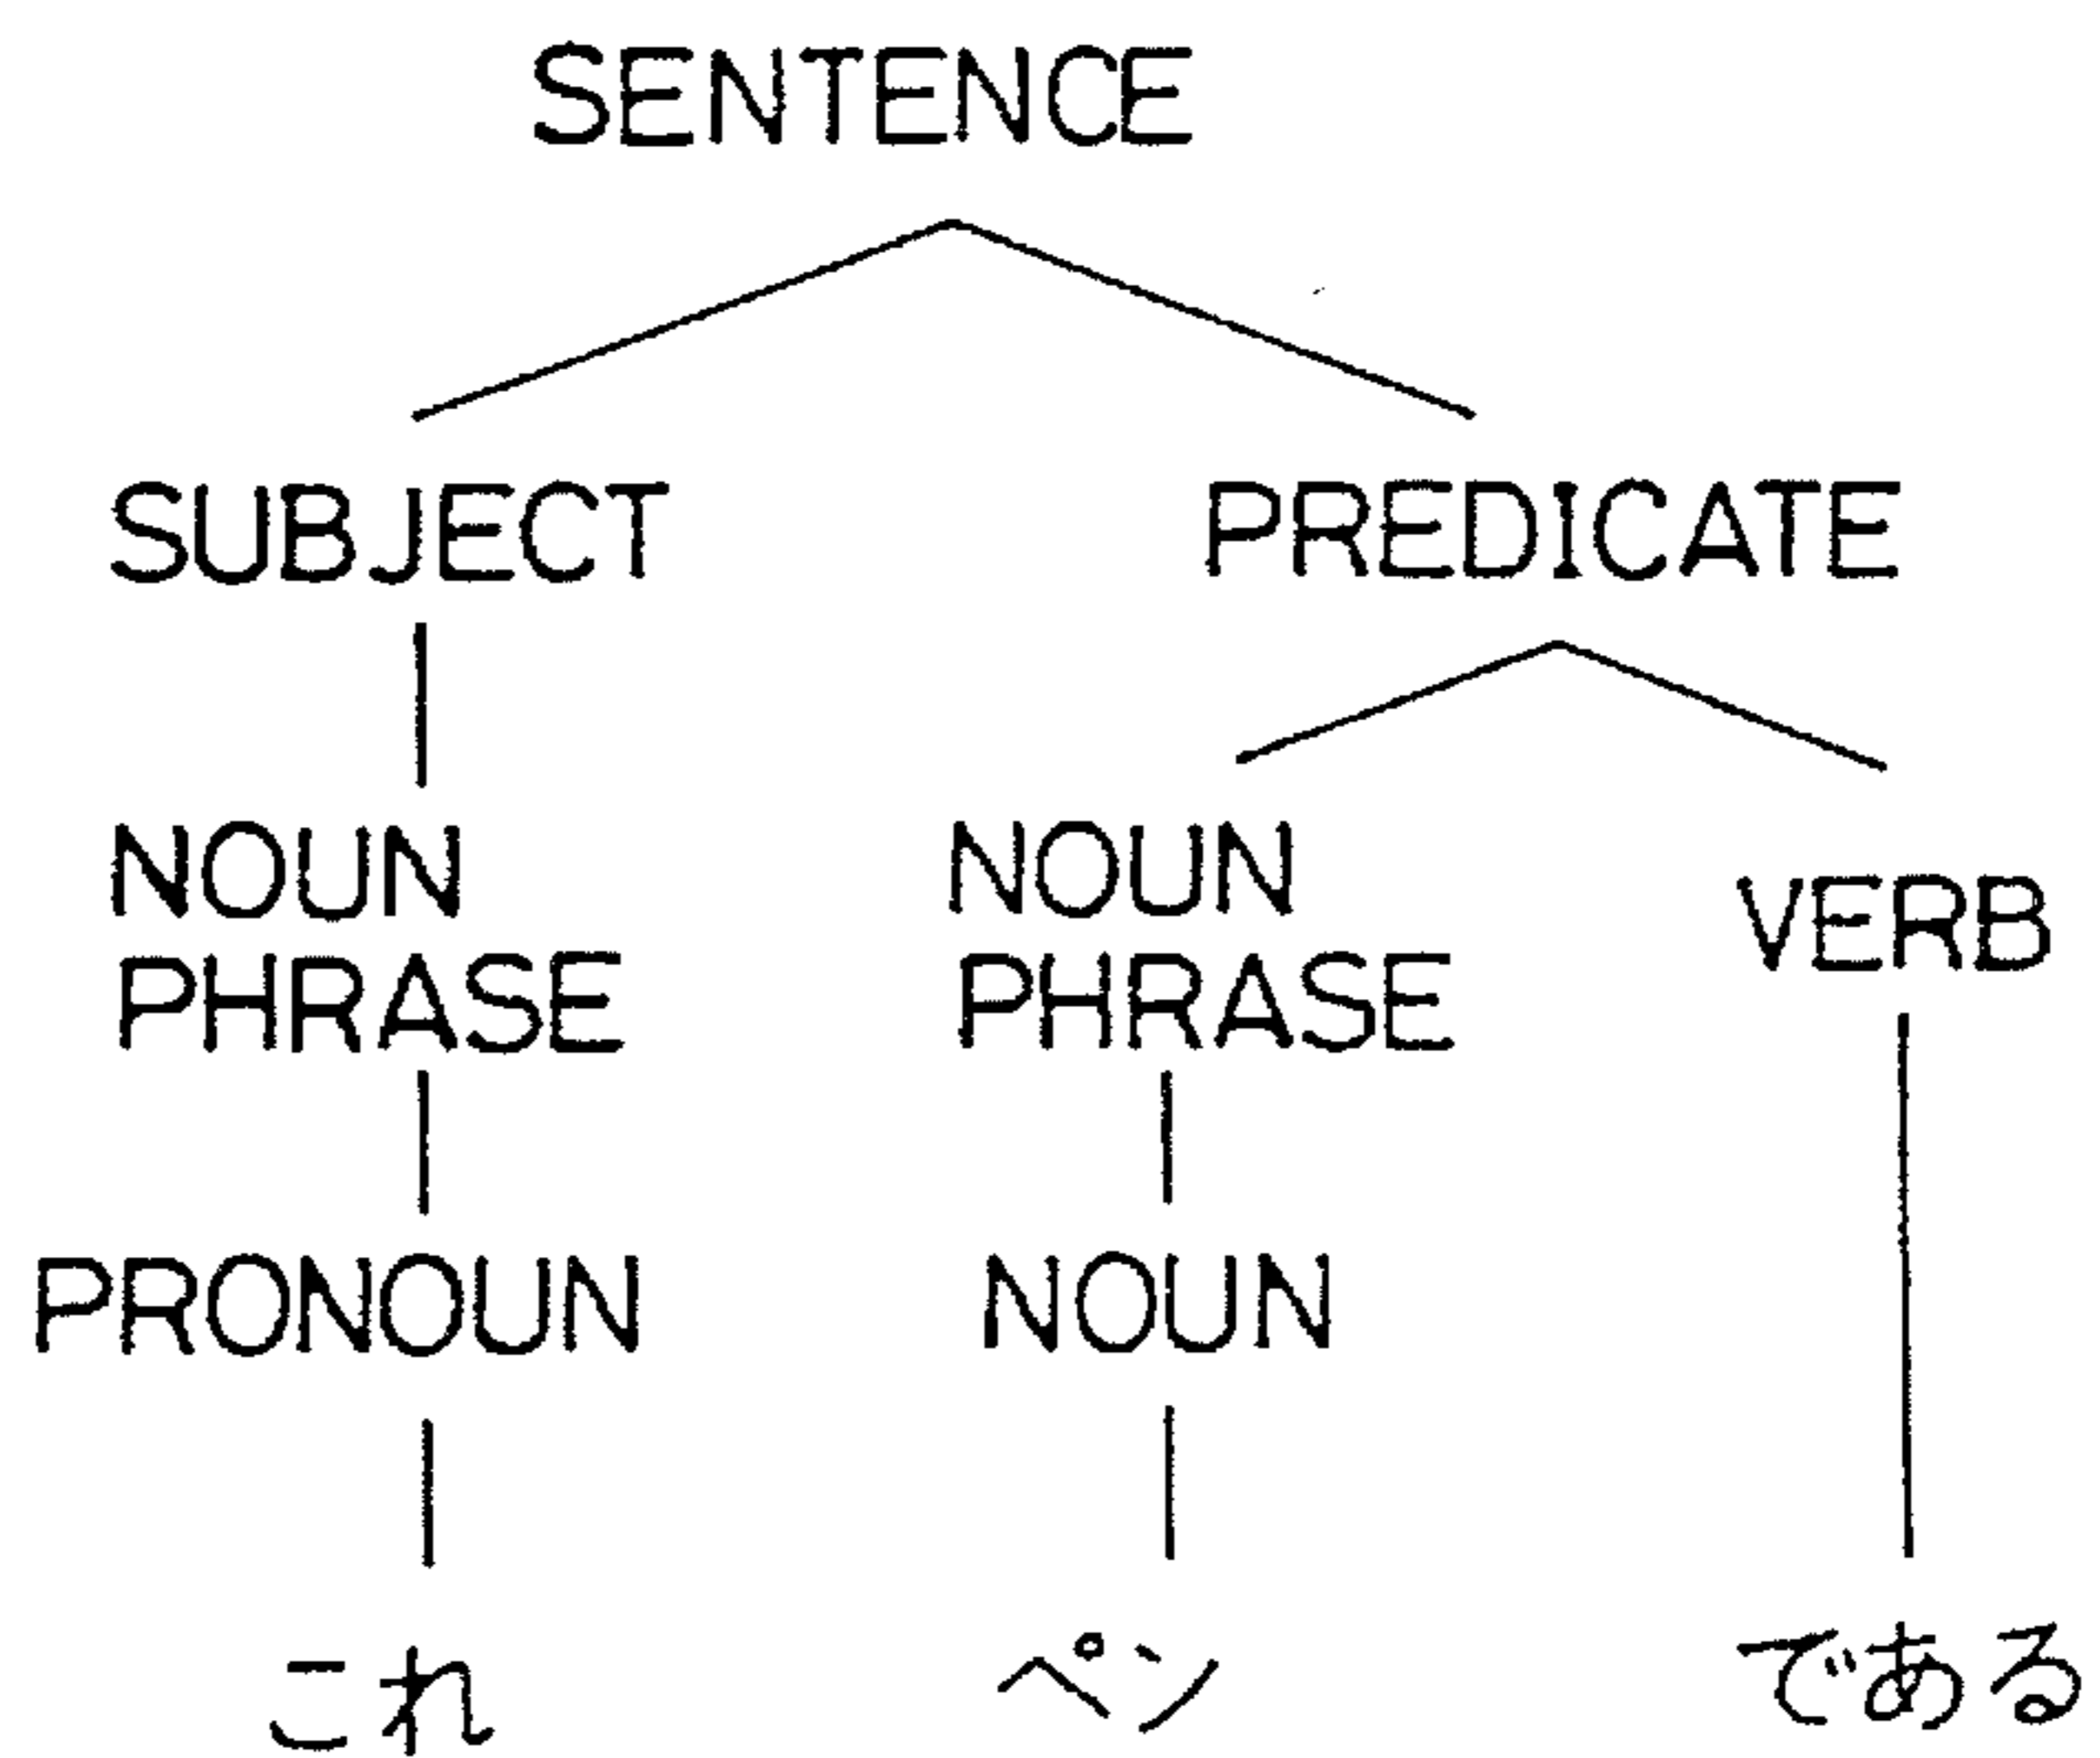 SENTENCE
SUBJECT PREDICATE
NOUN PHRASE NOUN PHRASE VERB
PRONOUN NOUN
これ ペン である